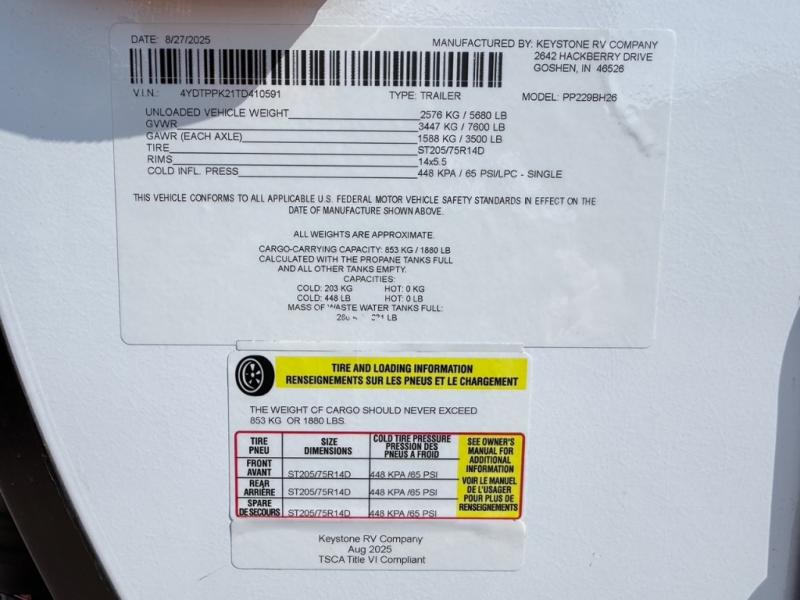 DATE: 8/27/2025
MANUFACTURED BY: KEYSTONE RV COMPANY
2642 HACKBERRY DRIVE
GOSHEN, IN 46526
V.I.N.: 4YDTPPK21TD410591 TYPE: TRAILER MODEL: PP229BH26
UNLOADED VEHICLE WEIGHT 2576 KG / 5680 LB
GVWR 3447 KG / 7600 LB
GAWR (EACH AXLE) 1588 KG / 3500 LB
TIRE ST205/75R14D
RIMS 14x5.5
COLD INFL. PRESS 448 KPA / 65 PSI/LPC - SINGLE
THIS VEHICLE CONFORMS TO ALL APPLICABLE U.S. FEDERAL MOTOR VEHICLE SAFETY STANDARDS IN EFFECT ON THE
DATE OF MANUFACTURE SHOWN ABOVE.
ALL WEIGHTS ARE APPROXIMATE.
CARGO-CARRYING CAPACITY: 853 KG / 1880 LB
CALCULATED WITH THE PROPANE TANKS FULL
AND ALL OTHER TANKS EMPTY.
CAPACITIES:
COLD: 203 KG HOT: 0 KG
COLD: 448 LB HOT: 0 LB
MASS OF WASTE WATER TANKS FULL:
LB
TIRE AND LOADING INFORMATION
RENSEIGNEMENTS SUR LES PNEUS ET LE CHARGEMENT
THE WEIGHT OF CARGO SHOULD NEVER EXCEED
853 KG OR 1880 LBS.
TIRE
PNEU
SIZE
DIMENSIONS
COLD TIRE PRESSURE
PRESSION DES
PNEUS A FROID
FRONT
AVANT
ST205/75R14D 448 KPA /65 PSI
REAR
ARRIÈRE
ST205/75R14D 448 KPA /65 PSI
SPARE
DE SECOURS
ST205/75R14D 448 KPA /65 PSI
SEE OWNER'S
MANUAL FOR
ADDITIONAL
INFORMATION
VOIR LE MANUEL
DE L'USAGER
POUR PLUS DE
RENSEIGNEMENTS
Keystone RV Company
Aug 2025
TSCA Title VI Compliant